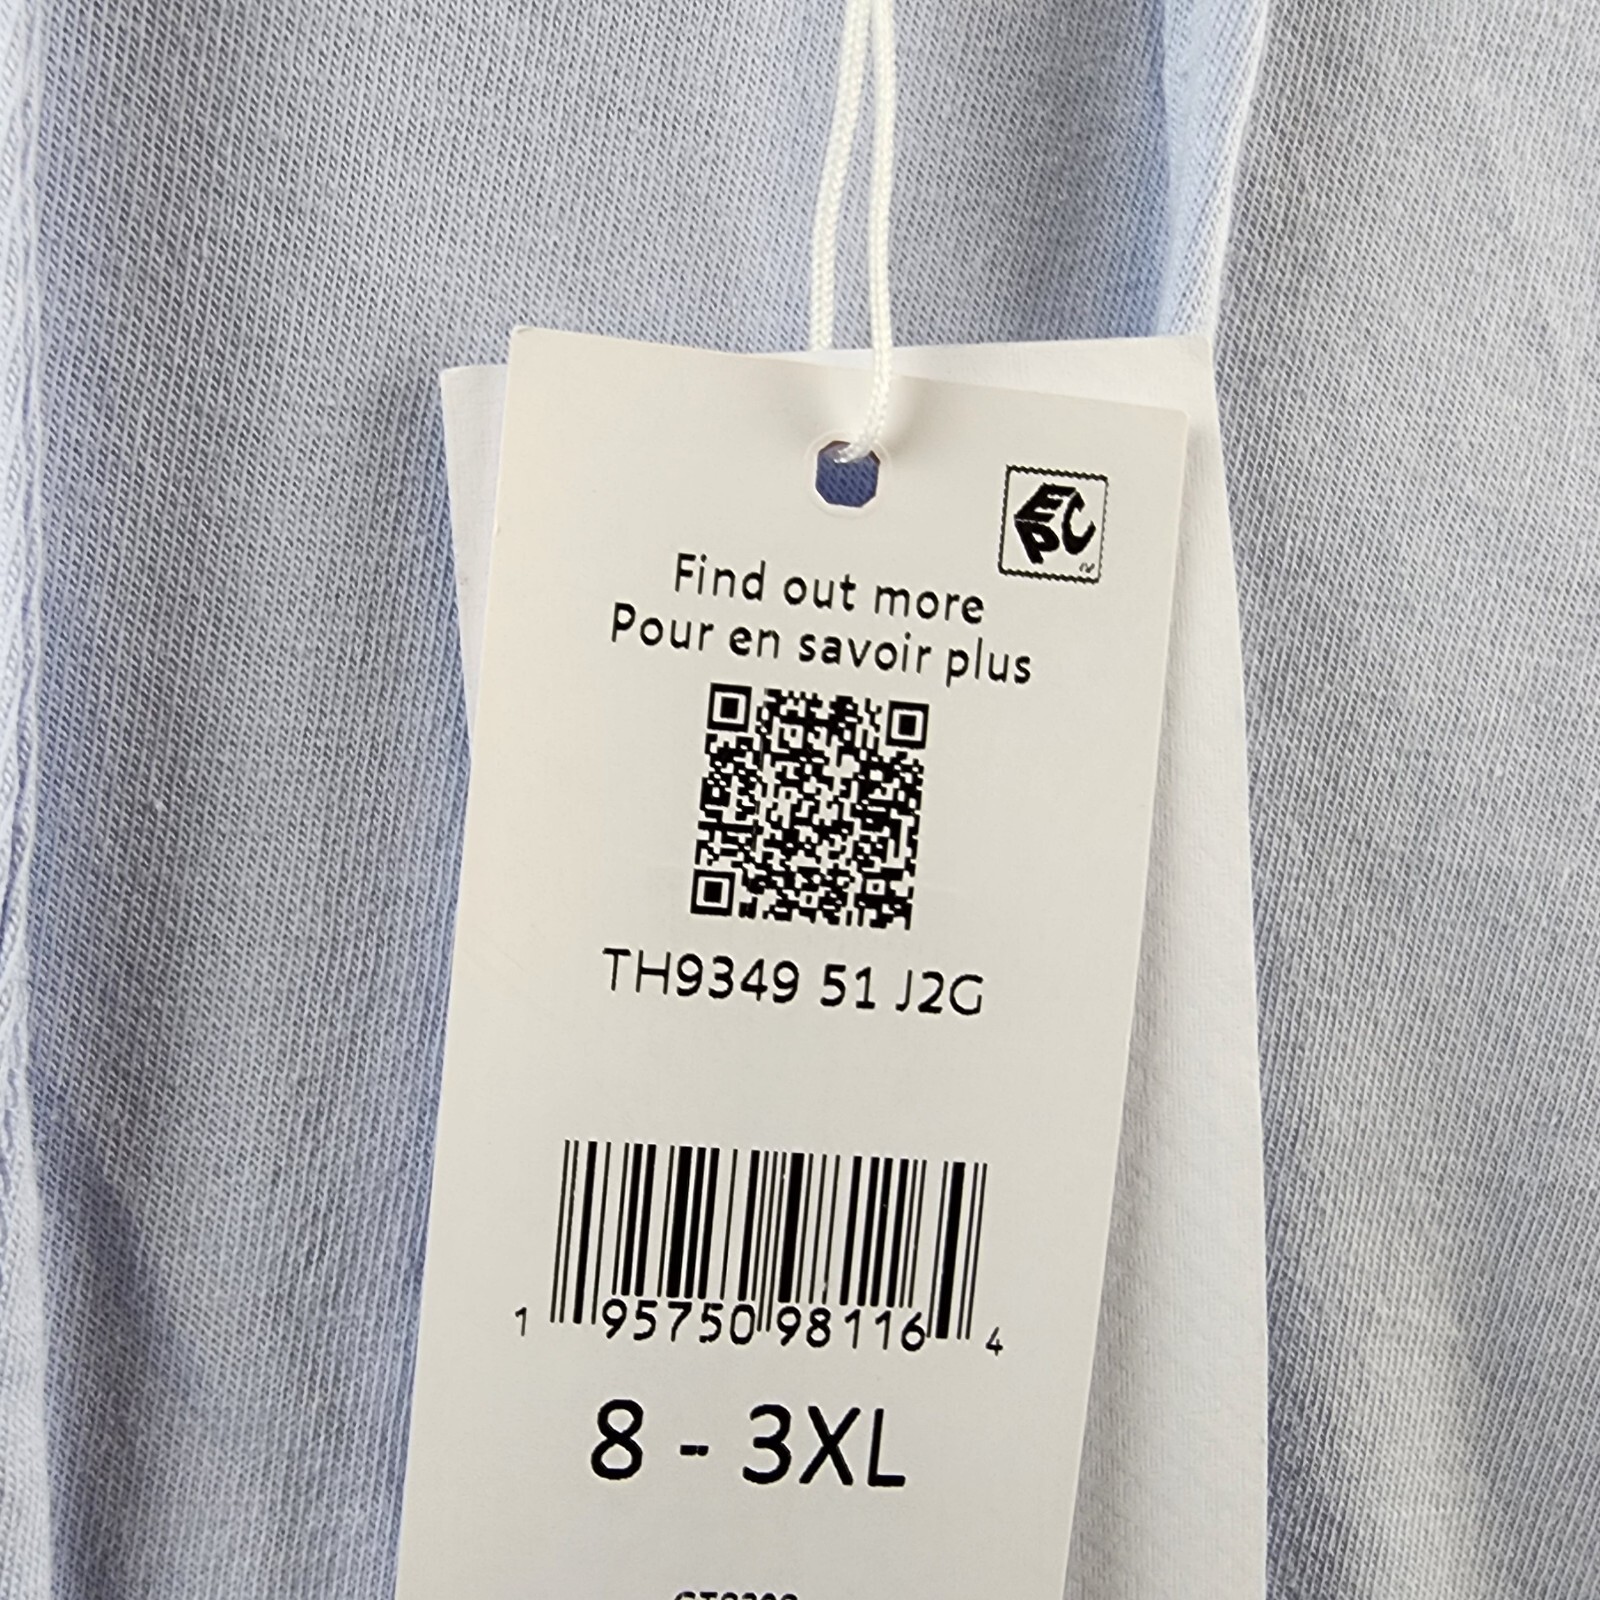 EPC
Find out more
Pour en savoir plus
TH9349 51 J2G
1 95750 98116 4
8 - 3XL